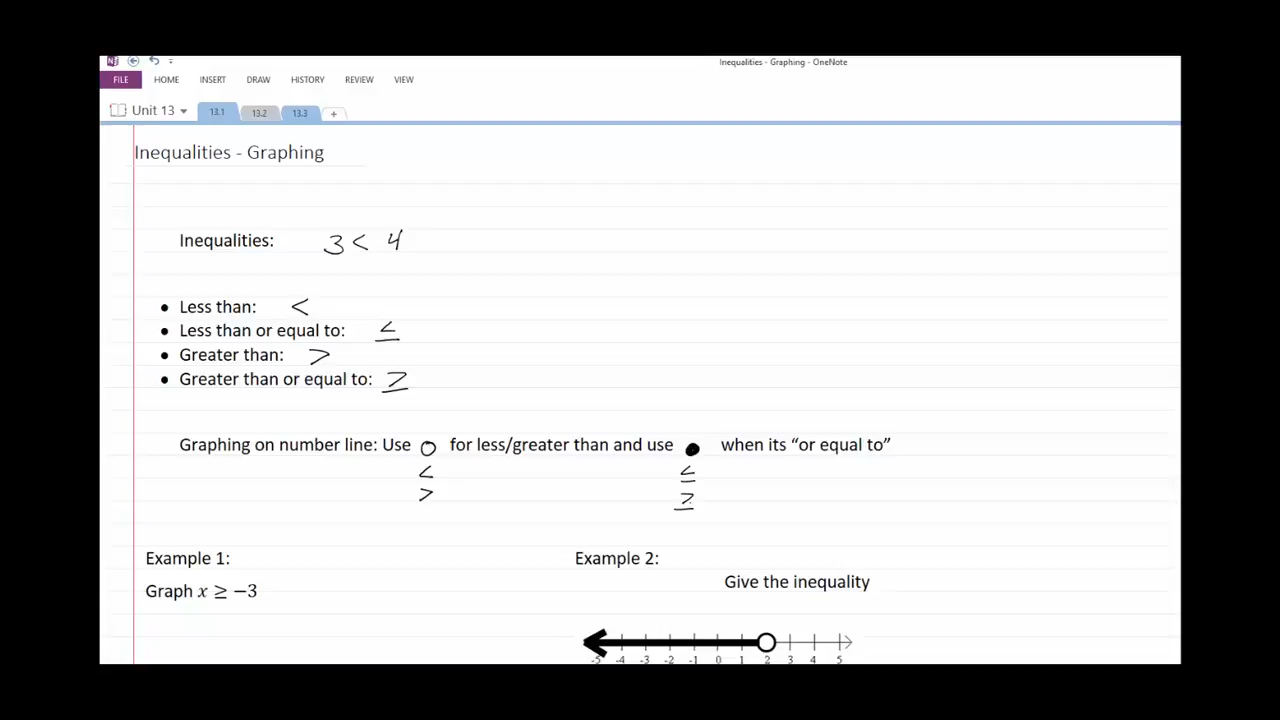 Inequalities - Graphing - OneNote
FILE HOME INSERT DRAW HISTORY REVIEW VIEW
Unit 13 13.1 13.2 13.3 +
Inequalities - Graphing
Inequalities: 3 < 4
• Less than: <
• Less than or equal to: ≤
• Greater than: >
• Greater than or equal to: ≥
Graphing on number line: Use ○ for less/greater than and use ● when its “or equal to”
< ≤
> ≥
Example 1: Example 2:
Give the inequality
Graph x ≥ −3
-5 -4 -3 -2 -1 0 1 2 3 4 5